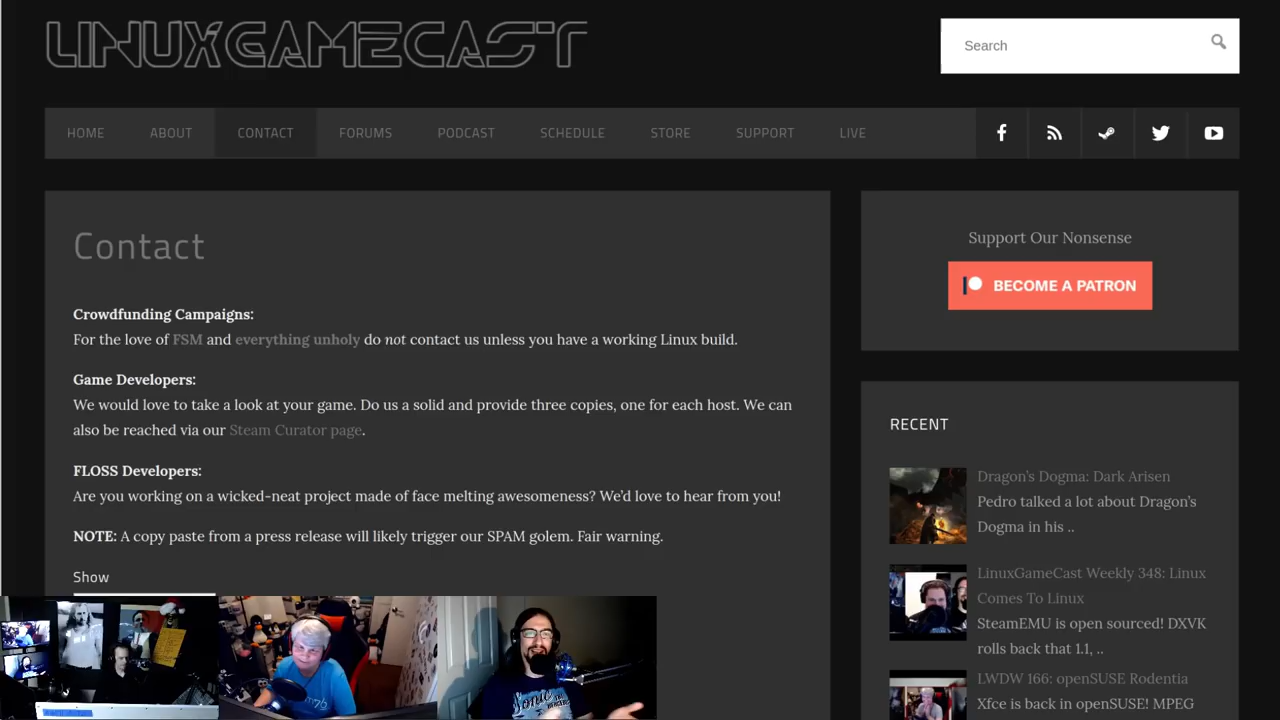 LINUXGAMECAST
Search
HOME ABOUT CONTACT FORUMS PODCAST SCHEDULE STORE SUPPORT LIVE
Contact
Crowdfunding Campaigns:
For the love of FSM and everything unholy do not contact us unless you have a working Linux build.
Game Developers:
We would love to take a look at your game. Do us a solid and provide three copies, one for each host. We can
also be reached via our Steam Curator page.
FLOSS Developers:
Are you working on a wicked-neat project made of face melting awesomeness? We'd love to hear from you!
NOTE: A copy paste from a press release will likely trigger our SPAM golem. Fair warning.
Show
Support Our Nonsense
BECOME A PATRON
RECENT
Dragon's Dogma: Dark Arisen
Pedro talked a lot about Dragon's
Dogma in his ..
LinuxGameCast Weekly 348: Linux
Comes To Linux
SteamEMU is open sourced! DXVK
rolls back that 1.1, ..
LWDW 166: openSUSE Rodentia
Xfce is back in openSUSE! MPEG
Sonic